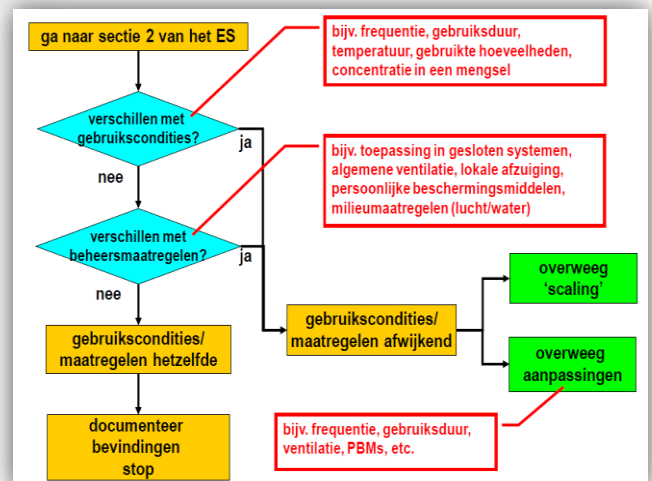 ga naar sectie 2 van het ES
bijv. frequentie, gebruiksduur,
temperatuur, gebruikte hoeveelheden,
concentratie in een mengsel
verschillen met
gebruikscondities?
ja
nee
bijv. toepassing in gesloten systemen,
algemene ventilatie, lokale afzuiging,
persoonlijke beschermingsmiddelen,
milieumaatregelen (lucht/water)
verschillen met
beheersmaatregelen?
ja
nee
gebruikscondities/
maatregelen hetzelfde
gebruikscondities/
maatregelen afwijkend
overweeg
‘scaling’
overweeg
aanpassingen
documenteer
bevindingen
stop
bijv. frequentie, gebruiksduur,
ventilatie, PBMs, etc.